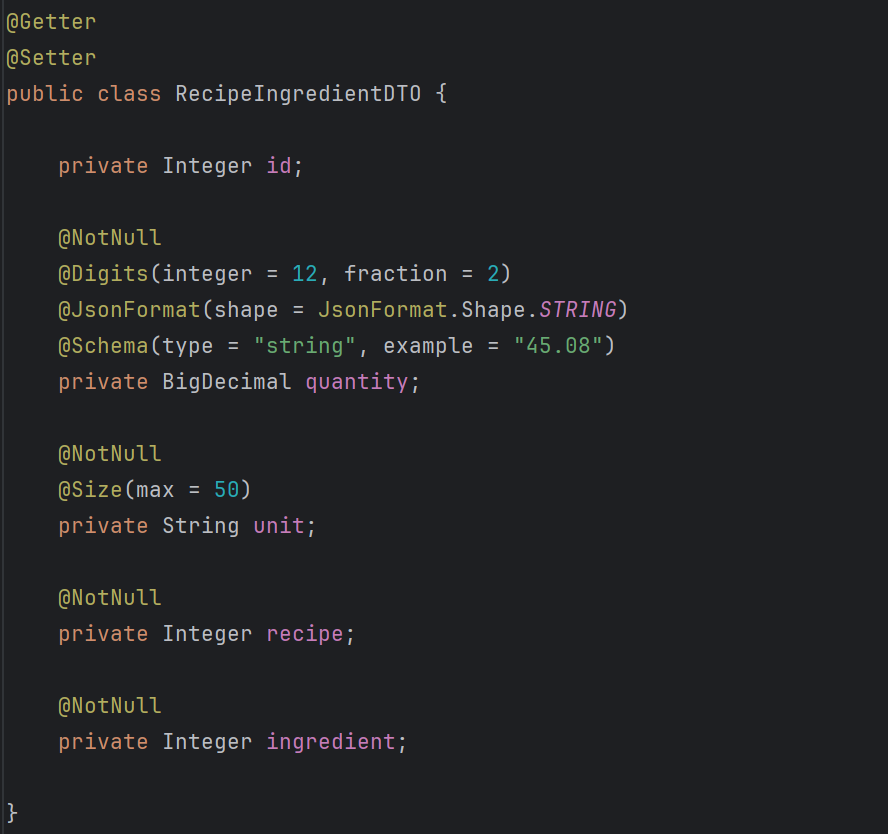 @Getter
@Setter
public class RecipeIngredientDTO {
private Integer id;
@NotNull
@Digits(integer = 12, fraction = 2)
@JsonFormat(shape = JsonFormat.Shape.STRING)
@Schema(type = "string", example = "45.08")
private BigDecimal quantity;
@NotNull
@Size(max = 50)
private String unit;
@NotNull
private Integer recipe;
@NotNull
private Integer ingredient;
}